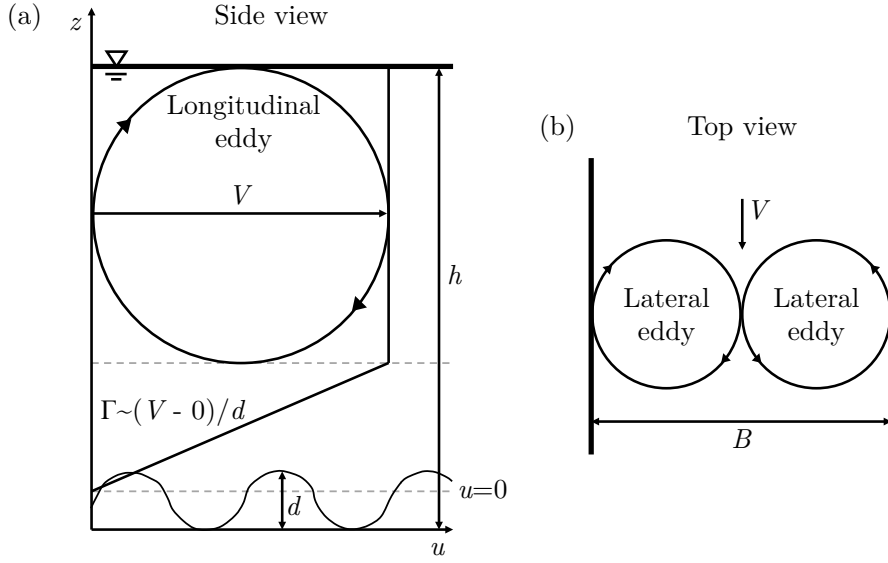 (a)
Side view
z
Longitudinal
eddy
V
h
Γ~(V - 0)/d
d
u=0
u
(b)
Top view
V
Lateral
eddy
Lateral
eddy
B